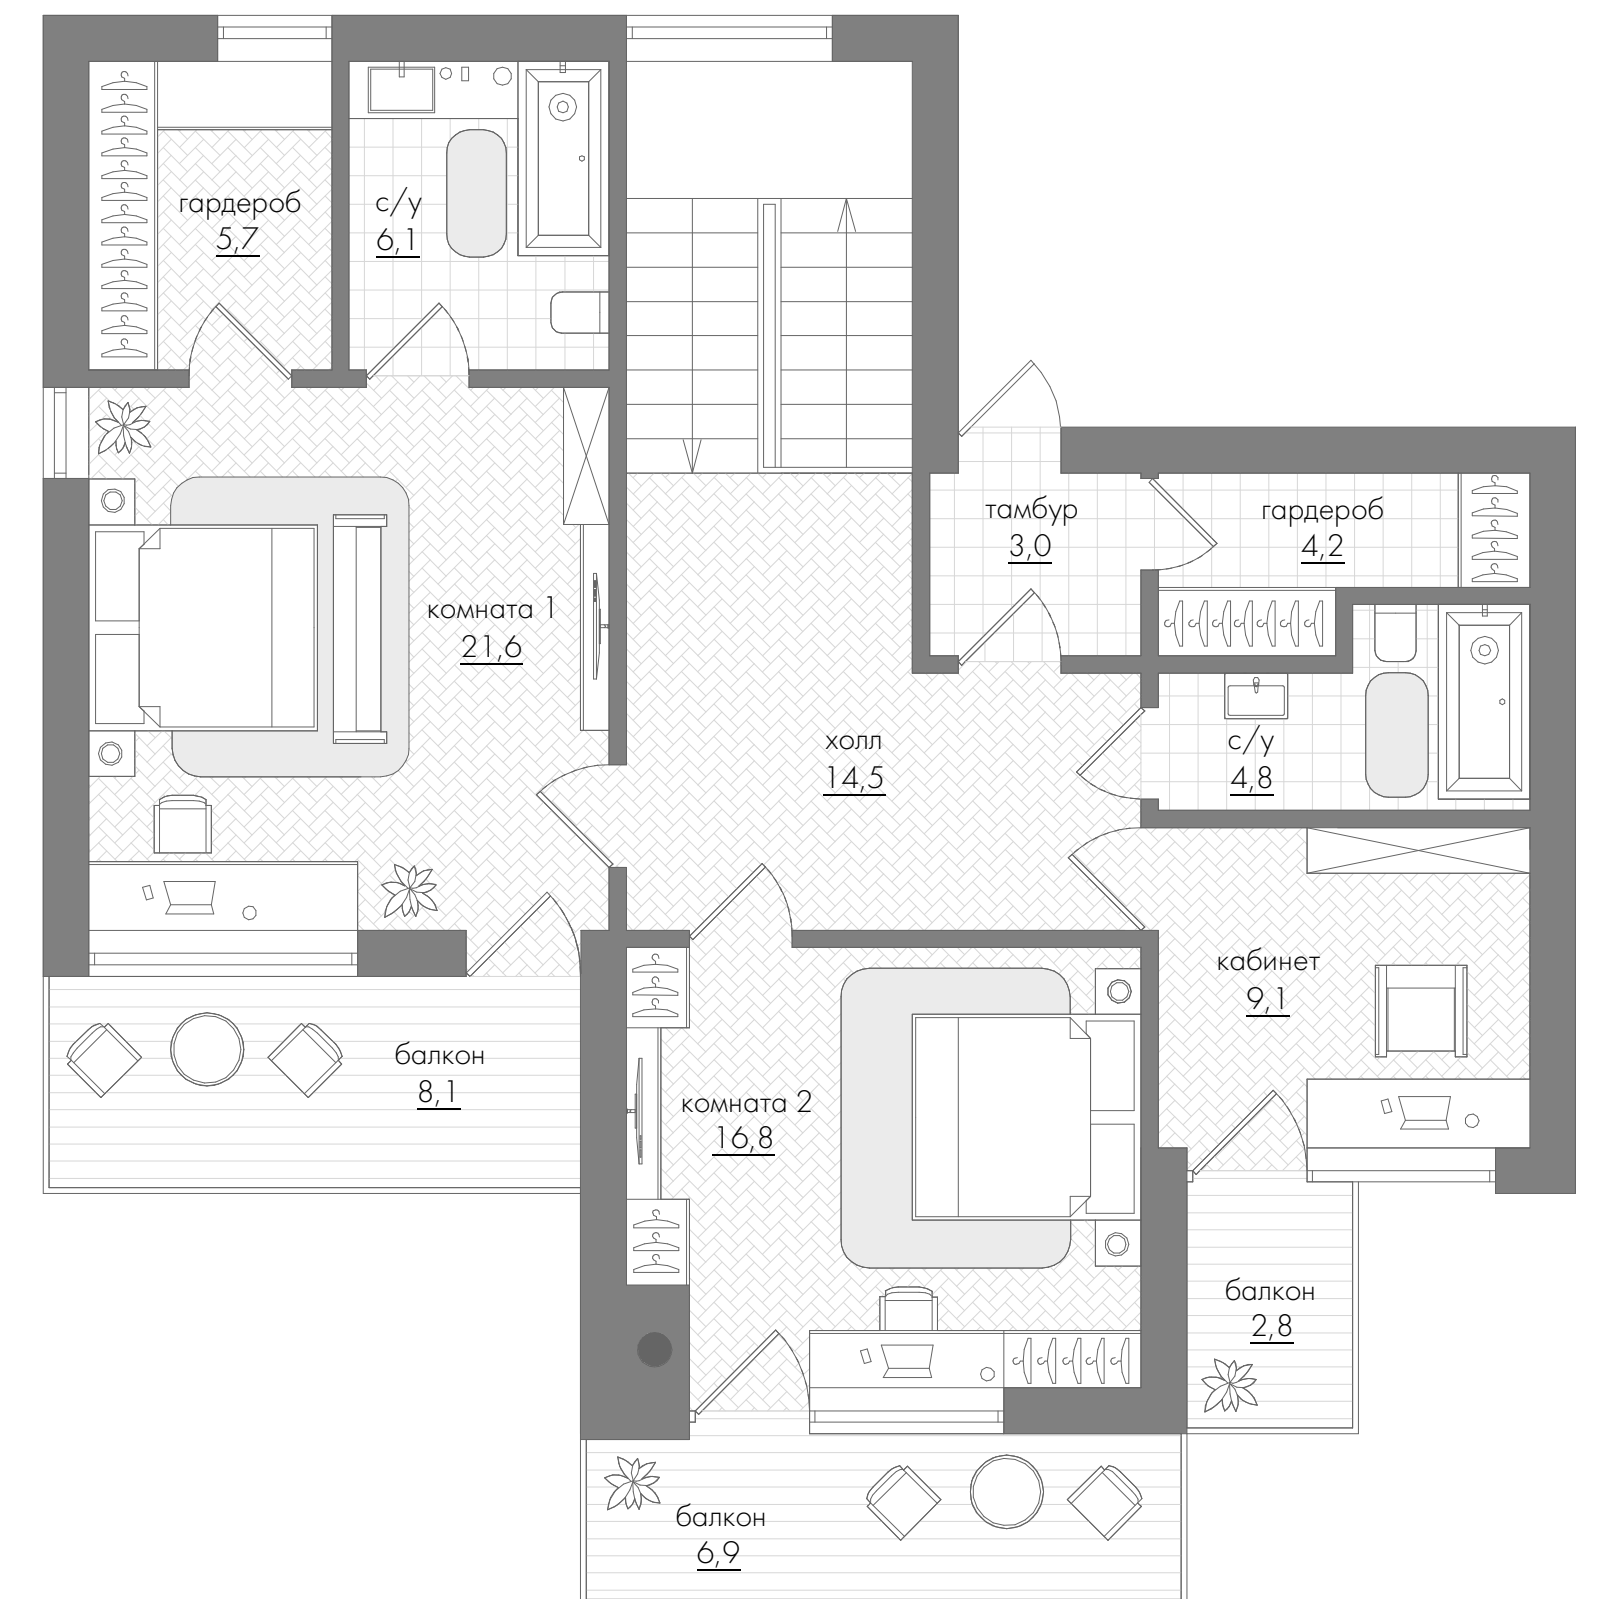 гардероб
5,7
с/у
6,1
тамбур
3,0
гардероб
4,2
комната 1
21,6
холл
14,5
с/у
4,8
кабинет
9,1
балкон
8,1
комната 2
16,8
балкон
2,8
балкон
6,9